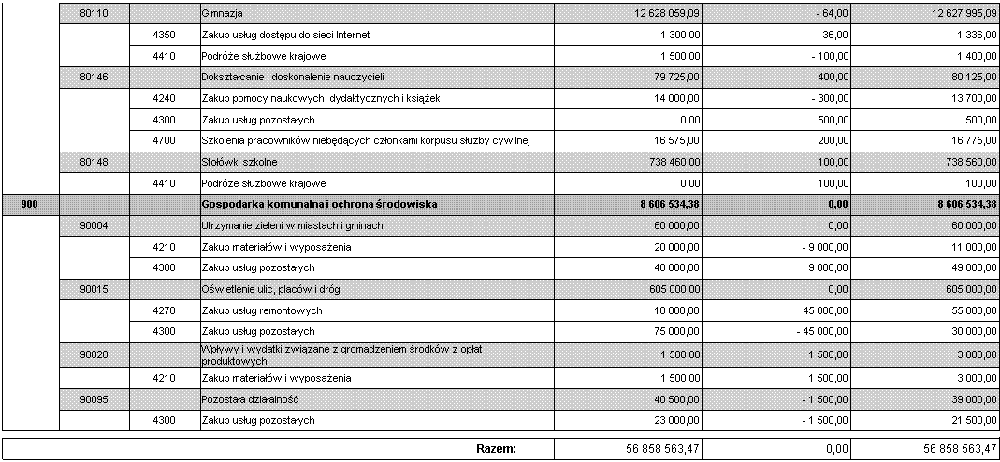 80110 Gimnazja 12 628 059,09 - 64,00 12 627 995,09
4350 Zakup usług dostępu do sieci Internet 1 300,00 36,00 1 336,00
4410 Podróże służbowe krajowe 1 500,00 - 100,00 1 400,00
80146 Dokształcanie i doskonalenie nauczycieli 79 725,00 400,00 80 125,00
4240 Zakup pomocy naukowych, dydaktycznych i książek 14 000,00 - 300,00 13 700,00
4300 Zakup usług pozostałych 0,00 500,00 500,00
4700 Szkolenia pracowników niebędących członkami korpusu służby cywilnej 16 575,00 200,00 16 775,00
80148 Stołówki szkolne 738 460,00 100,00 738 560,00
4410 Podróże służbowe krajowe 0,00 100,00 100,00
900 Gospodarka komunalna i ochrona środowiska 8 606 534,38 0,00 8 606 534,38
90004 Utrzymanie zieleni w miastach i gminach 60 000,00 0,00 60 000,00
4210 Zakup materiałów i wyposażenia 20 000,00 - 9 000,00 11 000,00
4300 Zakup usług pozostałych 40 000,00 9 000,00 49 000,00
90015 Oświetlenie ulic, placów i dróg 605 000,00 0,00 605 000,00
4270 Zakup usług remontowych 10 000,00 45 000,00 55 000,00
4300 Zakup usług pozostałych 75 000,00 - 45 000,00 30 000,00
90020 Wpływy i wydatki związane z gromadzeniem środków z opłat
produktowych 1 500,00 1 500,00 3 000,00
4210 Zakup materiałów i wyposażenia 1 500,00 1 500,00 3 000,00
90095 Pozostała działalność 40 500,00 - 1 500,00 39 000,00
4300 Zakup usług pozostałych 23 000,00 - 1 500,00 21 500,00
Razem: 56 858 563,47 0,00 56 858 563,47